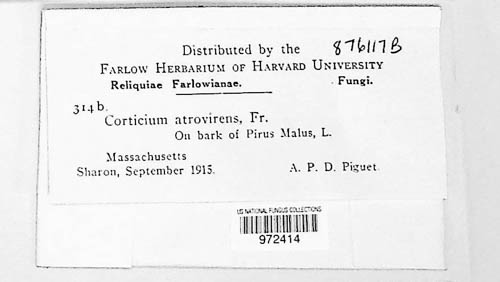 Distributed by the 876117B
FARLOW HERBARIUM OF HARVARD UNIVERSITY
Reliquiae Farlowianae. Fungi.
314b.
Corticium atrovirens, Fr.
On bark of Pirus Malus, L.
Massachusetts
Sharon, September 1915. A. P. D. Piguet.
US NATIONAL FUNGUS COLLECTIONS
972414